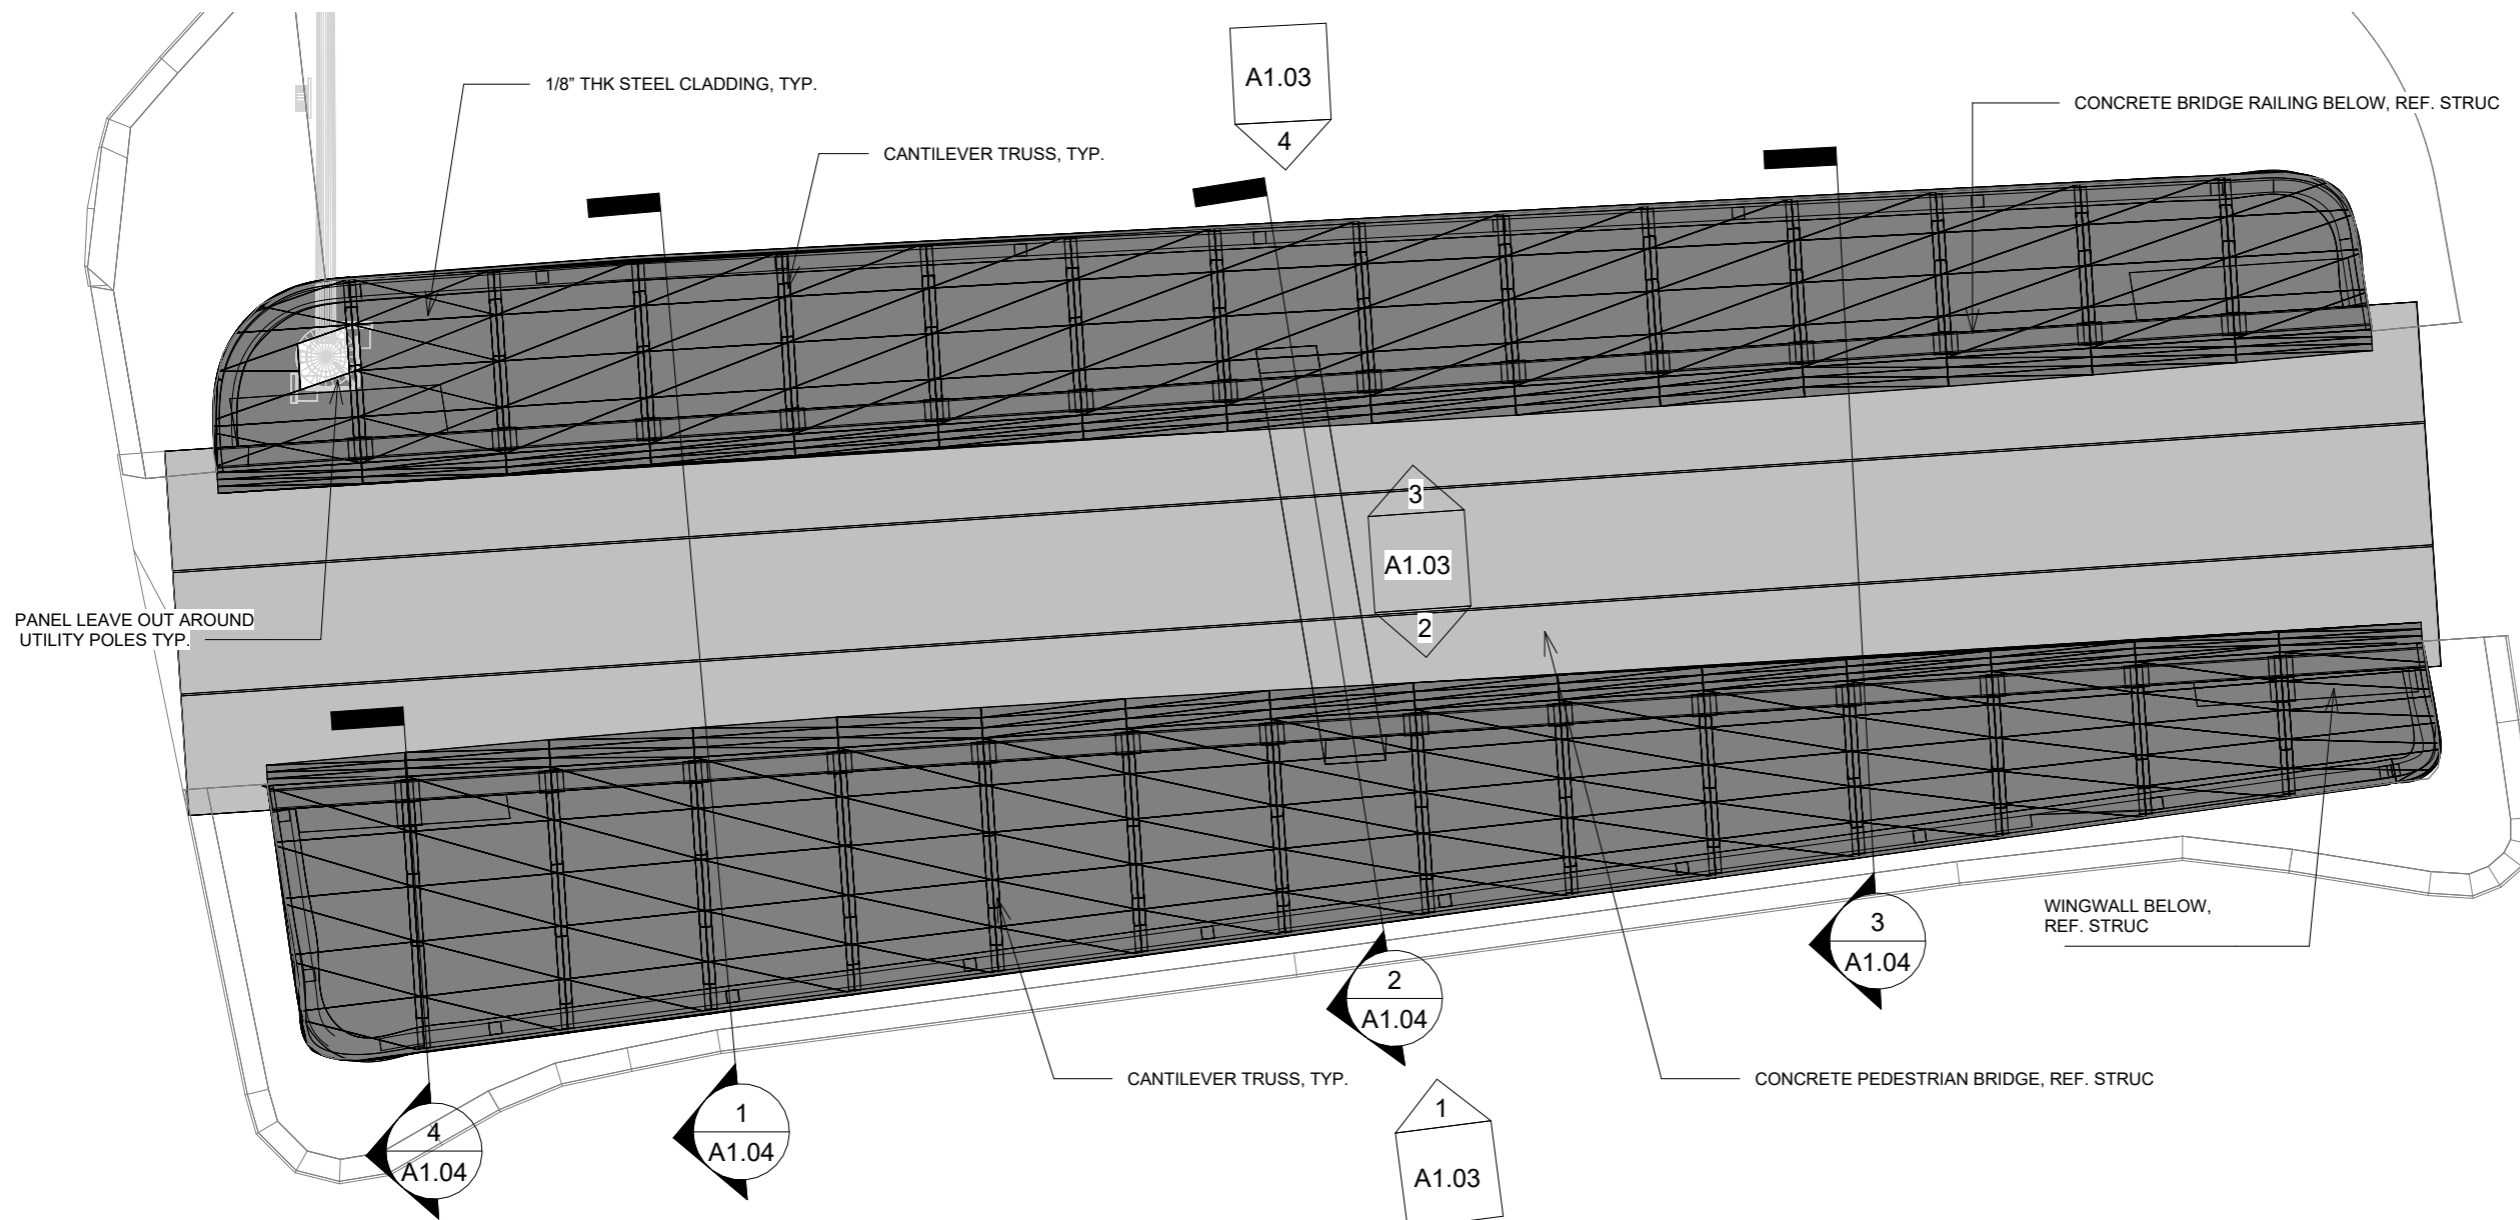 A1.03
4
1/8" THK STEEL CLADDING, TYP.
CONCRETE BRIDGE RAILING BELOW, REF. STRUC
CANTILEVER TRUSS, TYP.
3
A1.03
2
PANEL LEAVE OUT AROUND
UTILITY POLES TYP.
WINGWALL BELOW,
REF. STRUC
3
A1.04
2
A1.04
CANTILEVER TRUSS, TYP.
CONCRETE PEDESTRIAN BRIDGE, REF. STRUC
1
A1.03
1
A1.04
4
A1.04